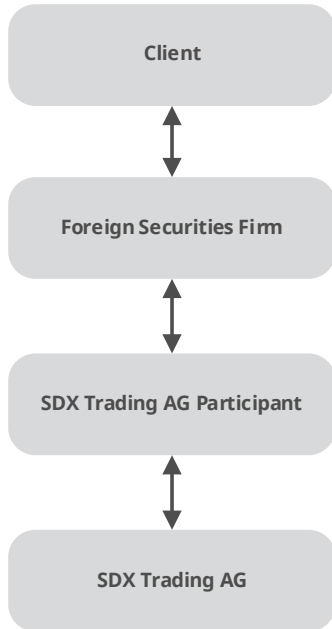 Client
Foreign Securities Firm
SDX Trading AG Participant
SDX Trading AG